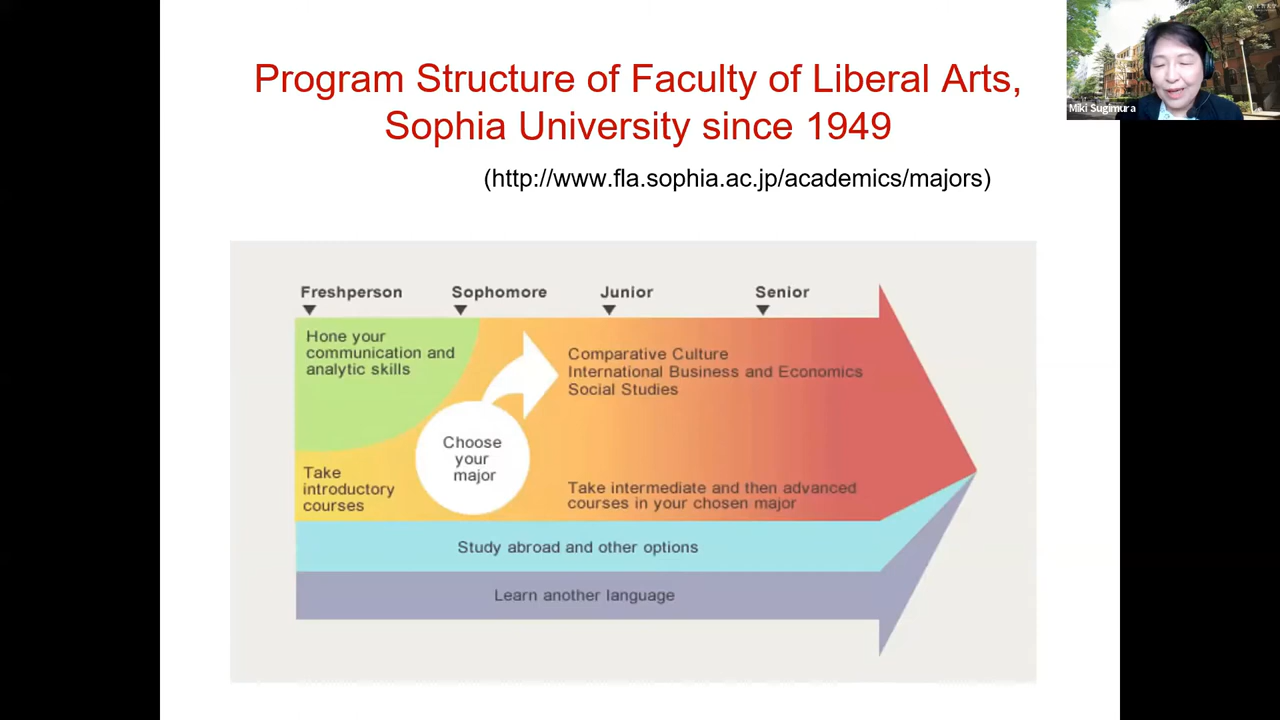 Program Structure of Faculty of Liberal Arts,
Sophia University since 1949
(http://www.fla.sophia.ac.jp/academics/majors)
Miki Sugimura
Freshperson
Sophomore
Junior
Senior
Hone your
communication and
analytic skills
Comparative Culture
International Business and Economics
Social Studies
Choose
your
major
Take
introductory
courses
Take intermediate and then advanced
courses in your chosen major
Study abroad and other options
Learn another language